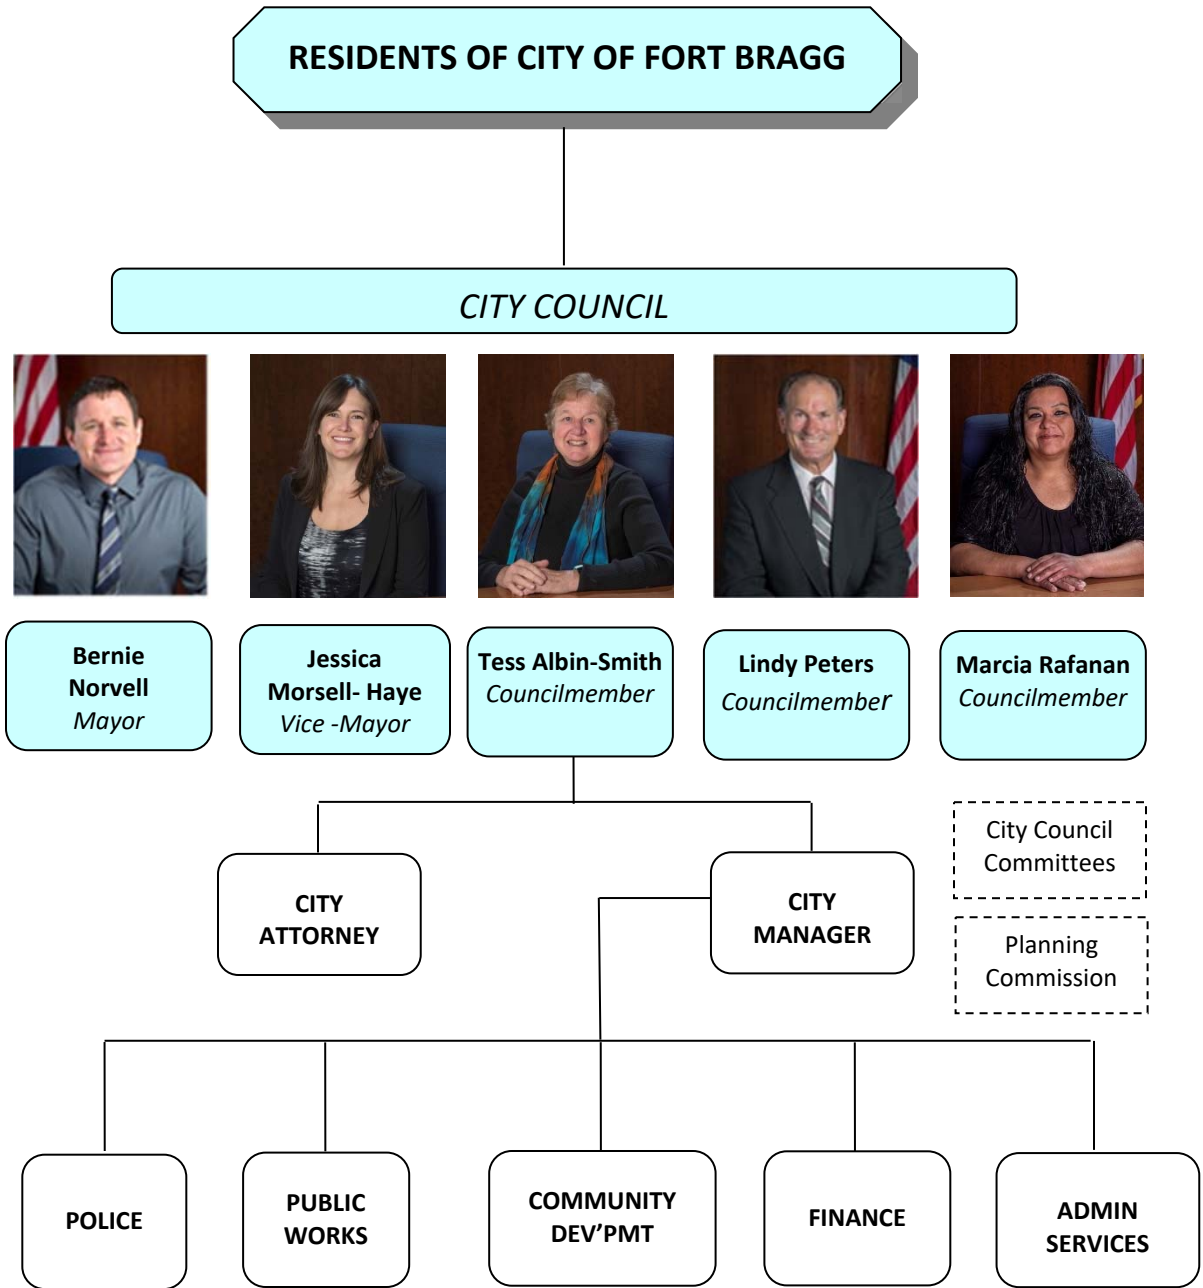 RESIDENTS OF CITY OF FORT BRAGG
CITY COUNCIL
Bernie
Norvell
Mayor
Jessica
Morsell- Haye
Vice -Mayor
Tess Albin-Smith
Councilmember
Lindy Peters
Councilmember
Marcia Rafanan
Councilmember
CITY
ATTORNEY
CITY
MANAGER
City Council
Committees
Planning
Commission
POLICE
PUBLIC
WORKS
COMMUNITY
DEV'PMT
FINANCE
ADMIN
SERVICES